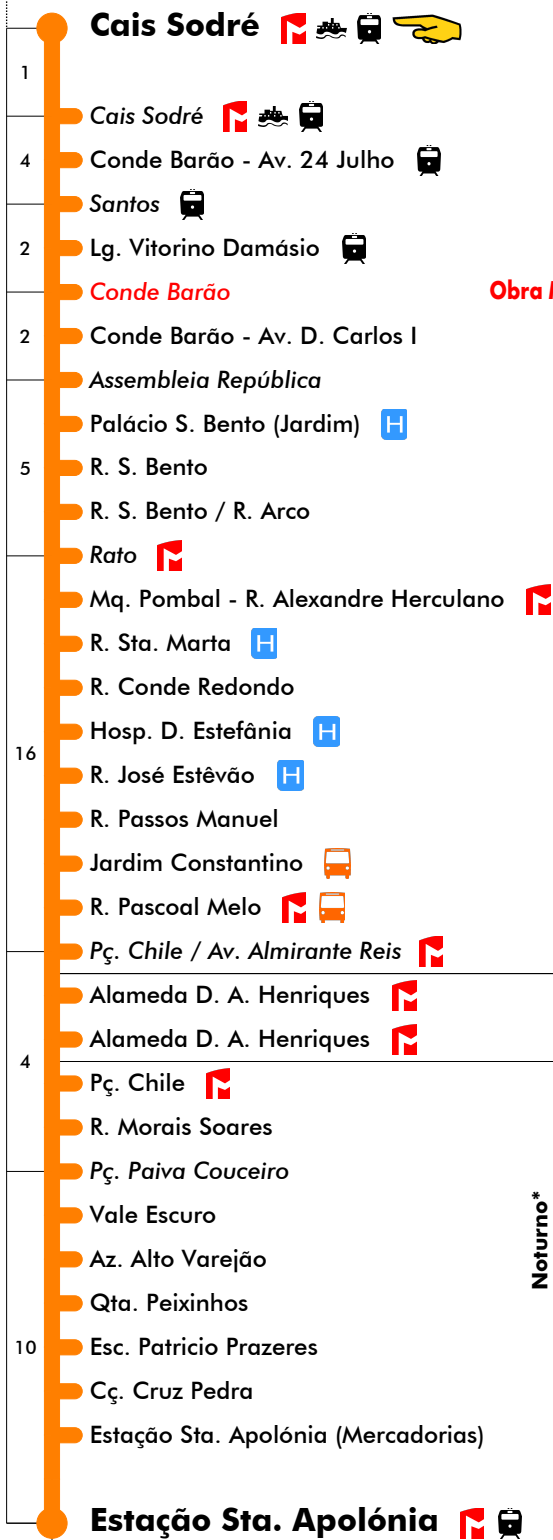 Cais Sodré
1
Cais Sodré
4 Conde Barão - Av. 24 Julho
Santos
2 Lg. Vitorino Damásio
Conde Barão Obra
2 Conde Barão - Av. D. Carlos I
Assembleia República
Palácio S. Bento (Jardim) H
5 R. S. Bento
R. S. Bento / R. Arco
Rato
Mq. Pombal - R. Alexandre Herculano
R. Sta. Marta H
R. Conde Redondo
Hosp. D. Estefânia H
16
R. José Estêvão H
R. Passos Manuel
Jardim Constantino
R. Pascoal Melo
Pç. Chile / Av. Almirante Reis
Alameda D. A. Henriques
Alameda D. A. Henriques
4
Pç. Chile
R. Morais Soares
Pç. Paiva Couceiro
Vale Escuro
Noturno*
Az. Alto Varejão
Qta. Peixinhos
10 Esc. Patricio Prazeres
Cç. Cruz Pedra
Estação Sta. Apolónia (Mercadorias)
Estação Sta. Apolónia